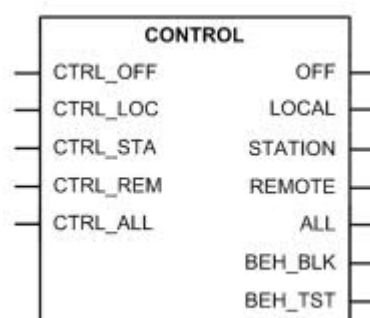 CONTROL
CTRL_OFF OFF
CTRL_LOC LOCAL
CTRL_STA STATION
CTRL_REM REMOTE
CTRL_ALL ALL
BEH_BLK
BEH_TST